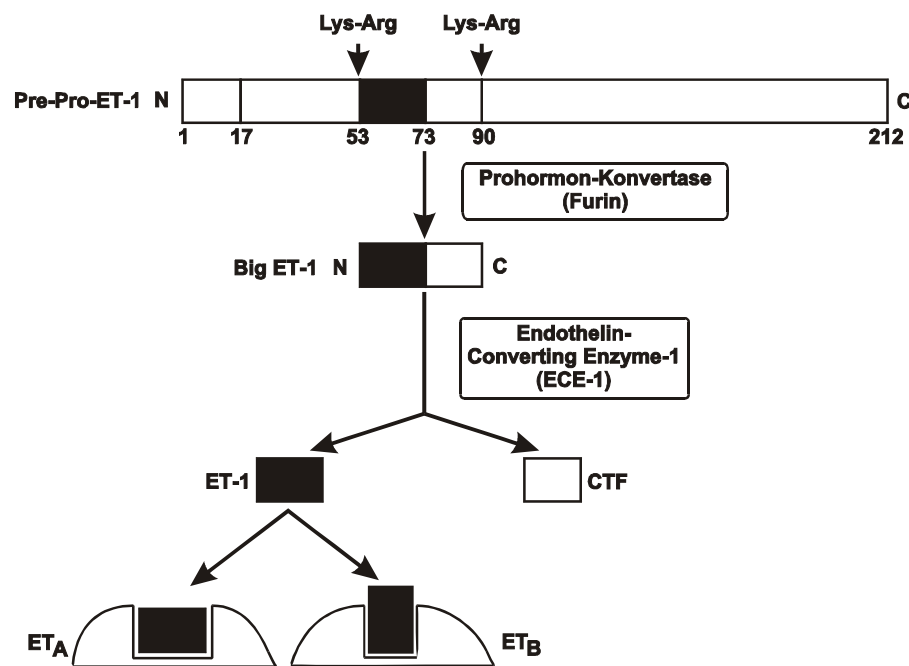 Lys-Arg Lys-Arg
Pre-Pro-ET-1 N C
1 17 53 73 90 212
Prohormon-Konvertase
(Furin)
Big ET-1 N C
Endothelin-
Converting Enzyme-1
(ECE-1)
ET-1 CTF
ETA ETB